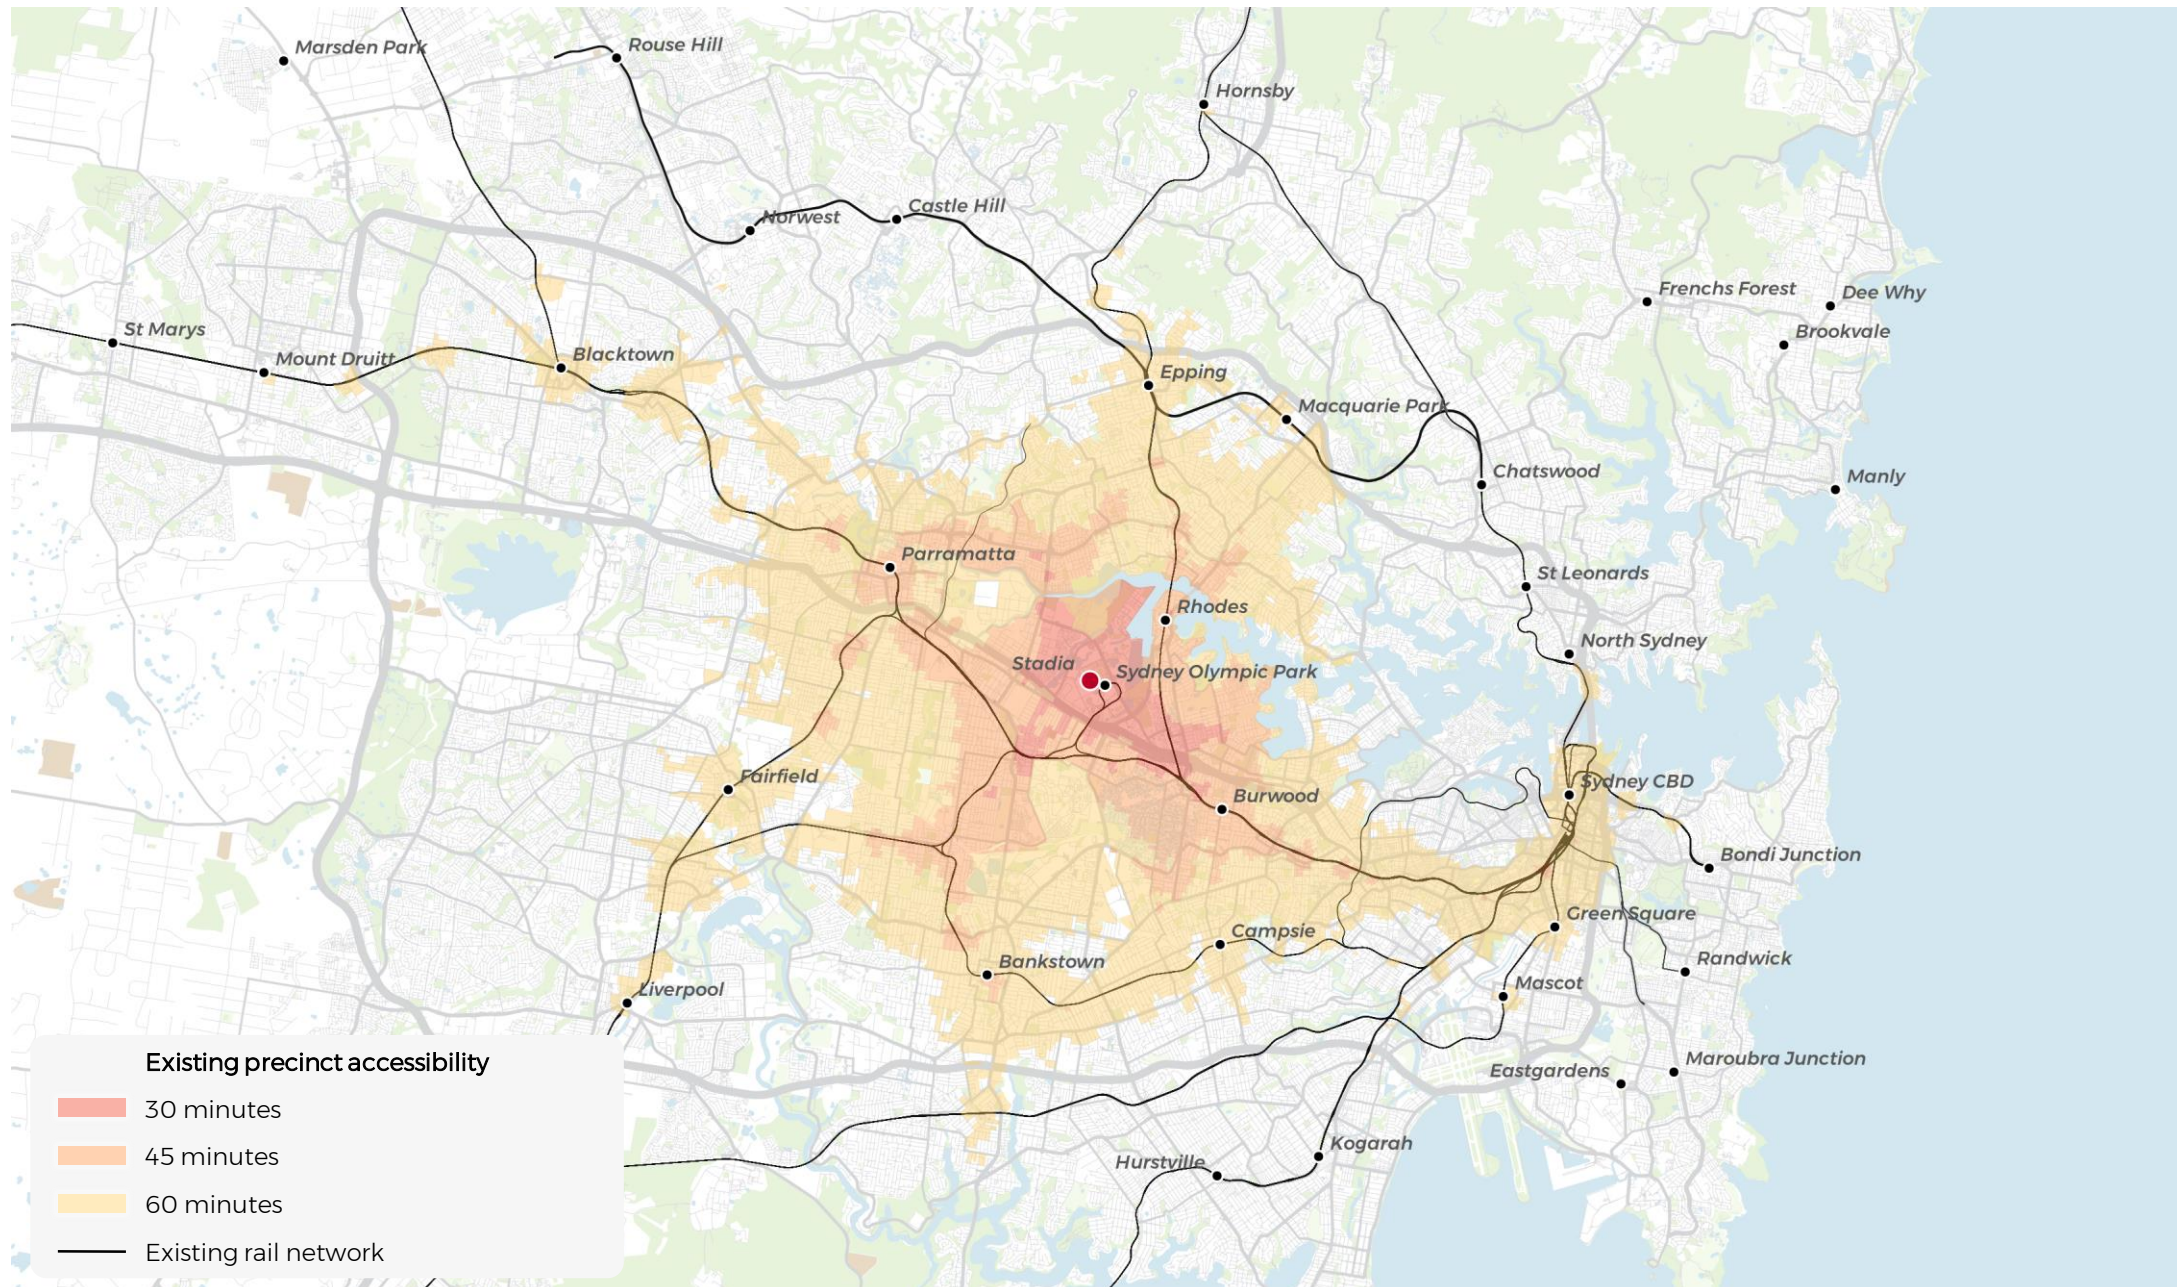 Marsden Park
Rouse Hill
Hornsby
Norwest
Castle Hill
Frenchs Forest
Dee Why
Brookvale
St Marys
Mount Druitt
Blacktown
Epping
Macquarie Park
Chatswood
Manly
Parramatta
St Leonards
Rhodes
North Sydney
Stadia
Sydney Olympic Park
Fairfield
Burwood
Sydney CBD
Bondi Junction
Green Square
Campsie
Bankstown
Randwick
Liverpool
Mascot
Eastgardens
Maroubra Junction
Hurstville
Kogarah
Existing precinct accessibility
30 minutes
45 minutes
60 minutes
Existing rail network